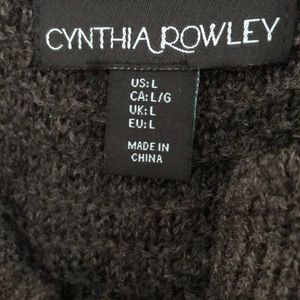 CYNTHIA ROWLEY
US: L
CA: L/G
UK: L
EU: L
MADE IN
CHINA